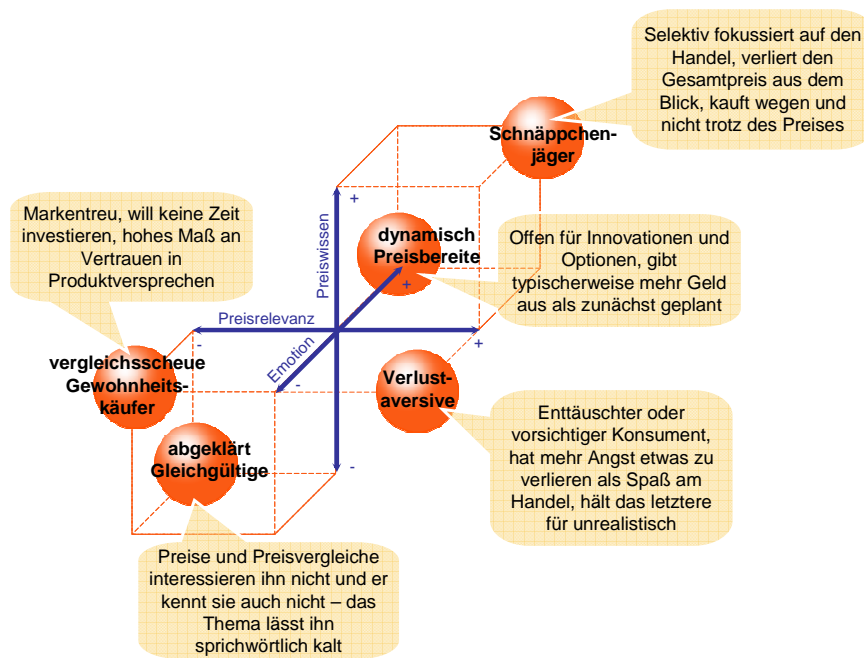 Selektiv fokussiert auf den
Handel, verliert den
Gesamtpreis aus dem
Blick, kauft wegen und
nicht trotz des Preises
Schnäppchen-
jäger
Markentreu, will keine Zeit
investieren, hohes Maß an
Vertrauen in
Produktversprechen
+
Preiswissen
dynamisch
Preisbereite
+
Offen für Innovationen und
Optionen, gibt
typischerweise mehr Geld
aus als zunächst geplant
Preisrelevanz
-
+
Emotion
-
vergleichsscheue
Gewohnheits-
käufer
Verlust-
aversive
Enttäuschter oder
vorsichtiger Konsument,
hat mehr Angst etwas zu
verlieren als Spaß am
Handel, hält das letztere
für unrealistisch
abgeklärt
Gleichgültige
-
Preise und Preisvergleiche
interessieren ihn nicht und er
kennt sie auch nicht – das
Thema lässt ihn
sprichwörtlich kalt